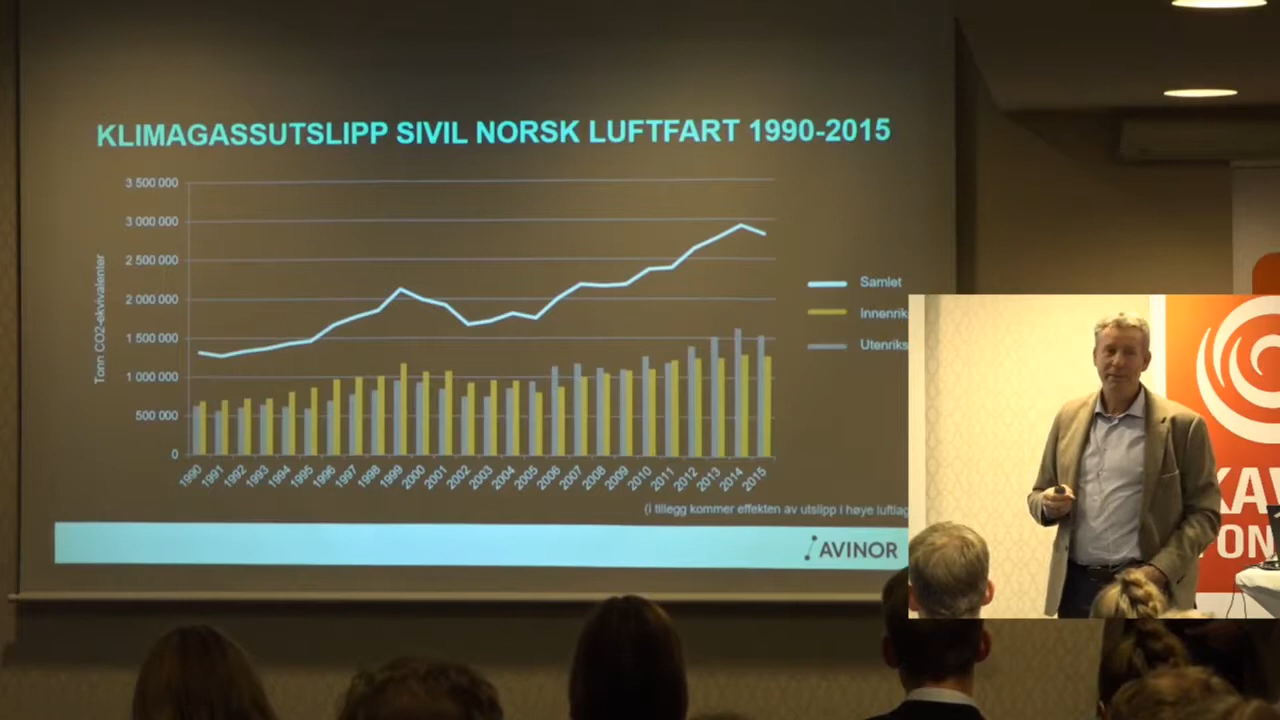 KLIMAGASSUTSLIPP SIVIL NORSK LUFTFART 1990-2015
Tonn CO2-ekvivalenter
3 500 000
3 000 000
2 500 000
2 000 000
1 500 000
1 000 000
500 000
0
1990 1991 1992 1993 1994 1995 1996 1997 1998 1999 2000 2001 2002 2003 2004 2005 2006 2007 2008 2009 2010 2011 2012 2013 2014 2015
Samlet
Innenrik
Utenriks
(i tillegg kommer effekten av utslipp i høye luftlag
AVINOR
KAV
FON